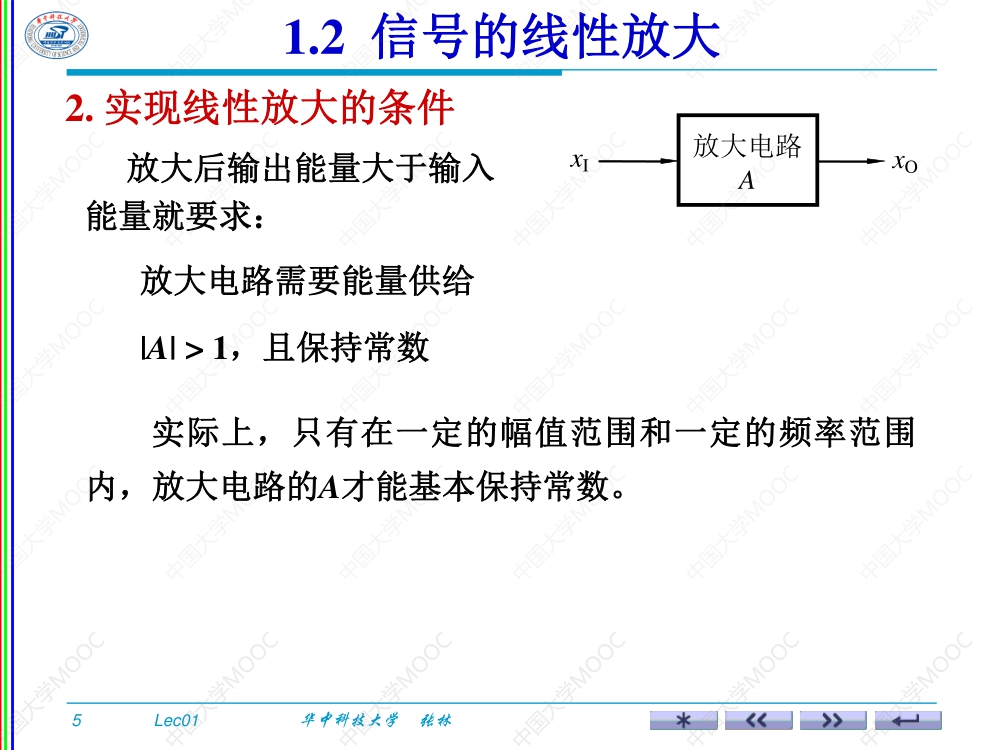 1.2 信号的线性放大
2. 实现线性放大的条件
放大后输出能量大于输入
能量就要求：
xI
放大电路
A
xO
放大电路需要能量供给
|A| > 1，且保持常数
实际上，只有在一定的幅值范围和一定的频率范围
内，放大电路的A才能基本保持常数。
5 Lec01 华中科技大学 张林
中国大学MOOC